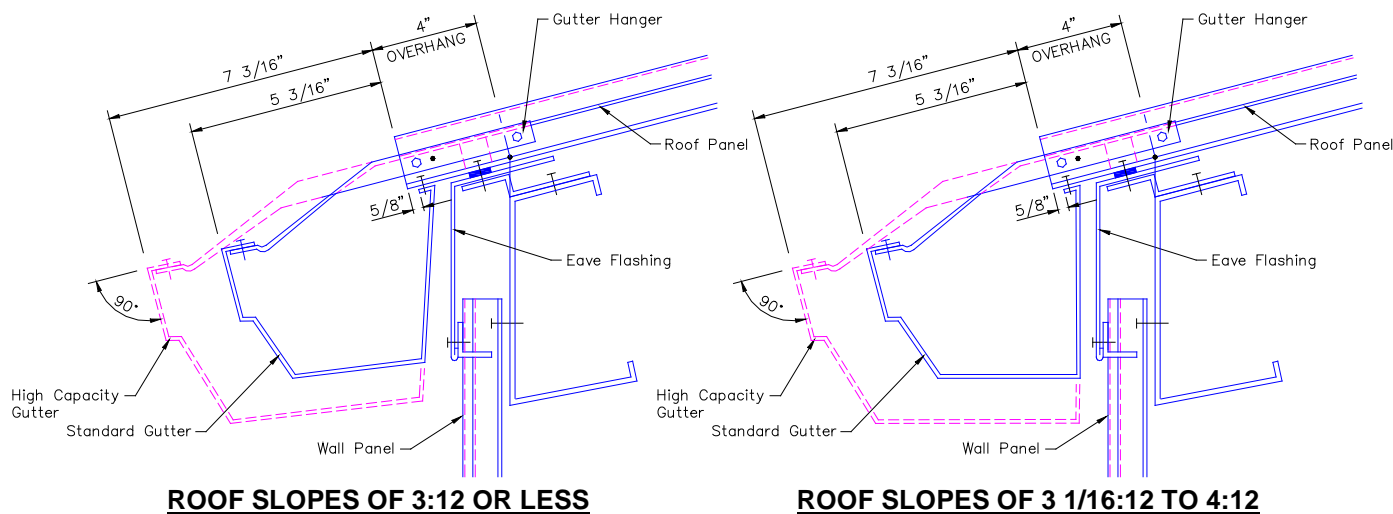 4"
OVERHANG
Gutter Hanger
7 3/16"
5 3/16"
Roof Panel
5/8"
Eave Flashing
90°
High Capacity
Gutter
Standard Gutter
Wall Panel
ROOF SLOPES OF 3:12 OR LESS
4"
OVERHANG
Gutter Hanger
7 3/16"
5 3/16"
Roof Panel
5/8"
Eave Flashing
90°
High Capacity
Gutter
Standard Gutter
Wall Panel
ROOF SLOPES OF 3 1/16:12 TO 4:12